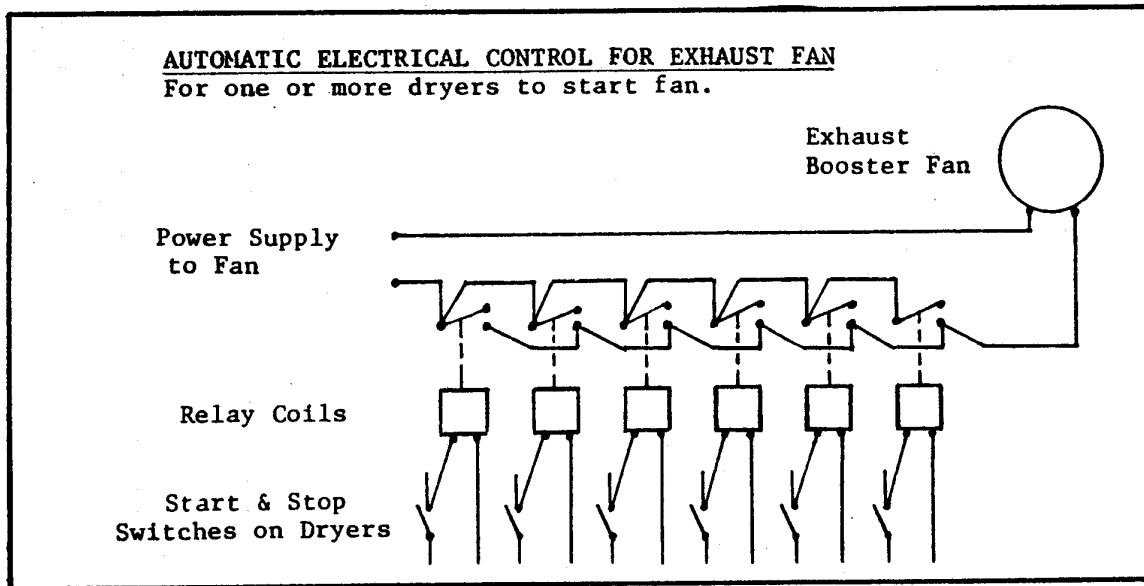 AUTOMATIC ELECTRICAL CONTROL FOR EXHAUST FAN
For one or more dryers to start fan.
Exhaust
Booster Fan
Power Supply
to Fan
Relay Coils
Start & Stop
Switches on Dryers